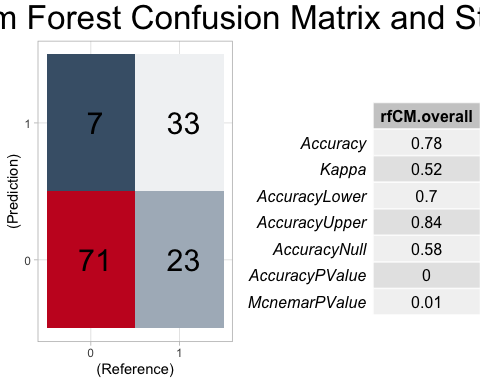 Forest Confusion Matrix and
(Prediction)
1
0
7 33
71 23
0 1
(Reference)
rfCM.overall
Accuracy 0.78
Kappa 0.52
AccuracyLower 0.7
AccuracyUpper 0.84
AccuracyNull 0.58
AccuracyPValue 0
McnemarPValue 0.01